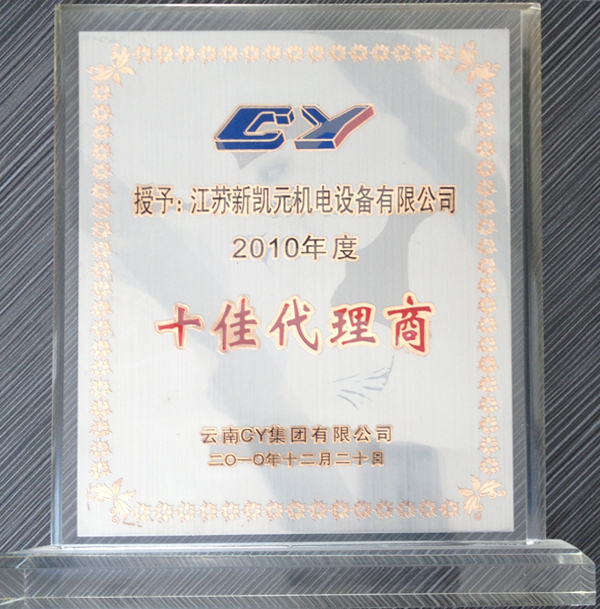 CY
授予:江苏新凯元机电设备有限公司
2010年度
十佳代理商
云南CY集团有限公司
二〇一〇年十二月二十日